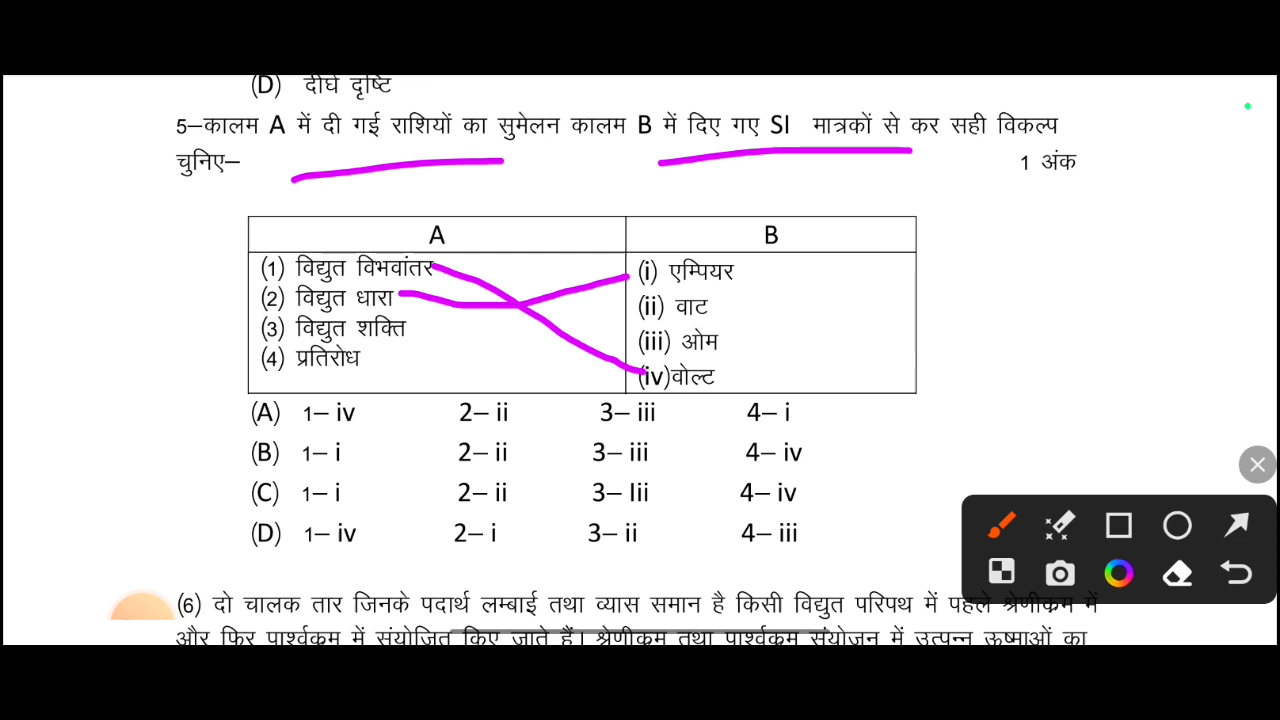 (D) दीर्घ दृष्टि
5–कालम A में दी गई राशियों का सुमेलन कालम B में दिए गए SI मात्रकों से कर सही विकल्प
चुनिए– 1 अंक
A B
(1) विद्युत विभवांतर (i) एम्पियर
(2) विद्युत धारा (ii) वाट
(3) विद्युत शक्ति (iii) ओम
(4) प्रतिरोध (iv)वोल्ट
(A) 1– iv 2– ii 3– iii 4– i
(B) 1– i 2– ii 3– iii 4– iv
(C) 1– i 2– ii 3– Iii 4– iv
(D) 1– iv 2– i 3– ii 4– iii
(6) दो चालक तार जिनके पदार्थ लम्बाई तथा व्यास समान है किसी विद्युत परिपथ में पहले श्रेणीक्रम में
और फिर पार्श्वक्रम में संयोजित किए जाते हैं। श्रेणीक्रम तथा पार्श्वक्रम संयोजन में उत्पन्न ऊष्माओं का